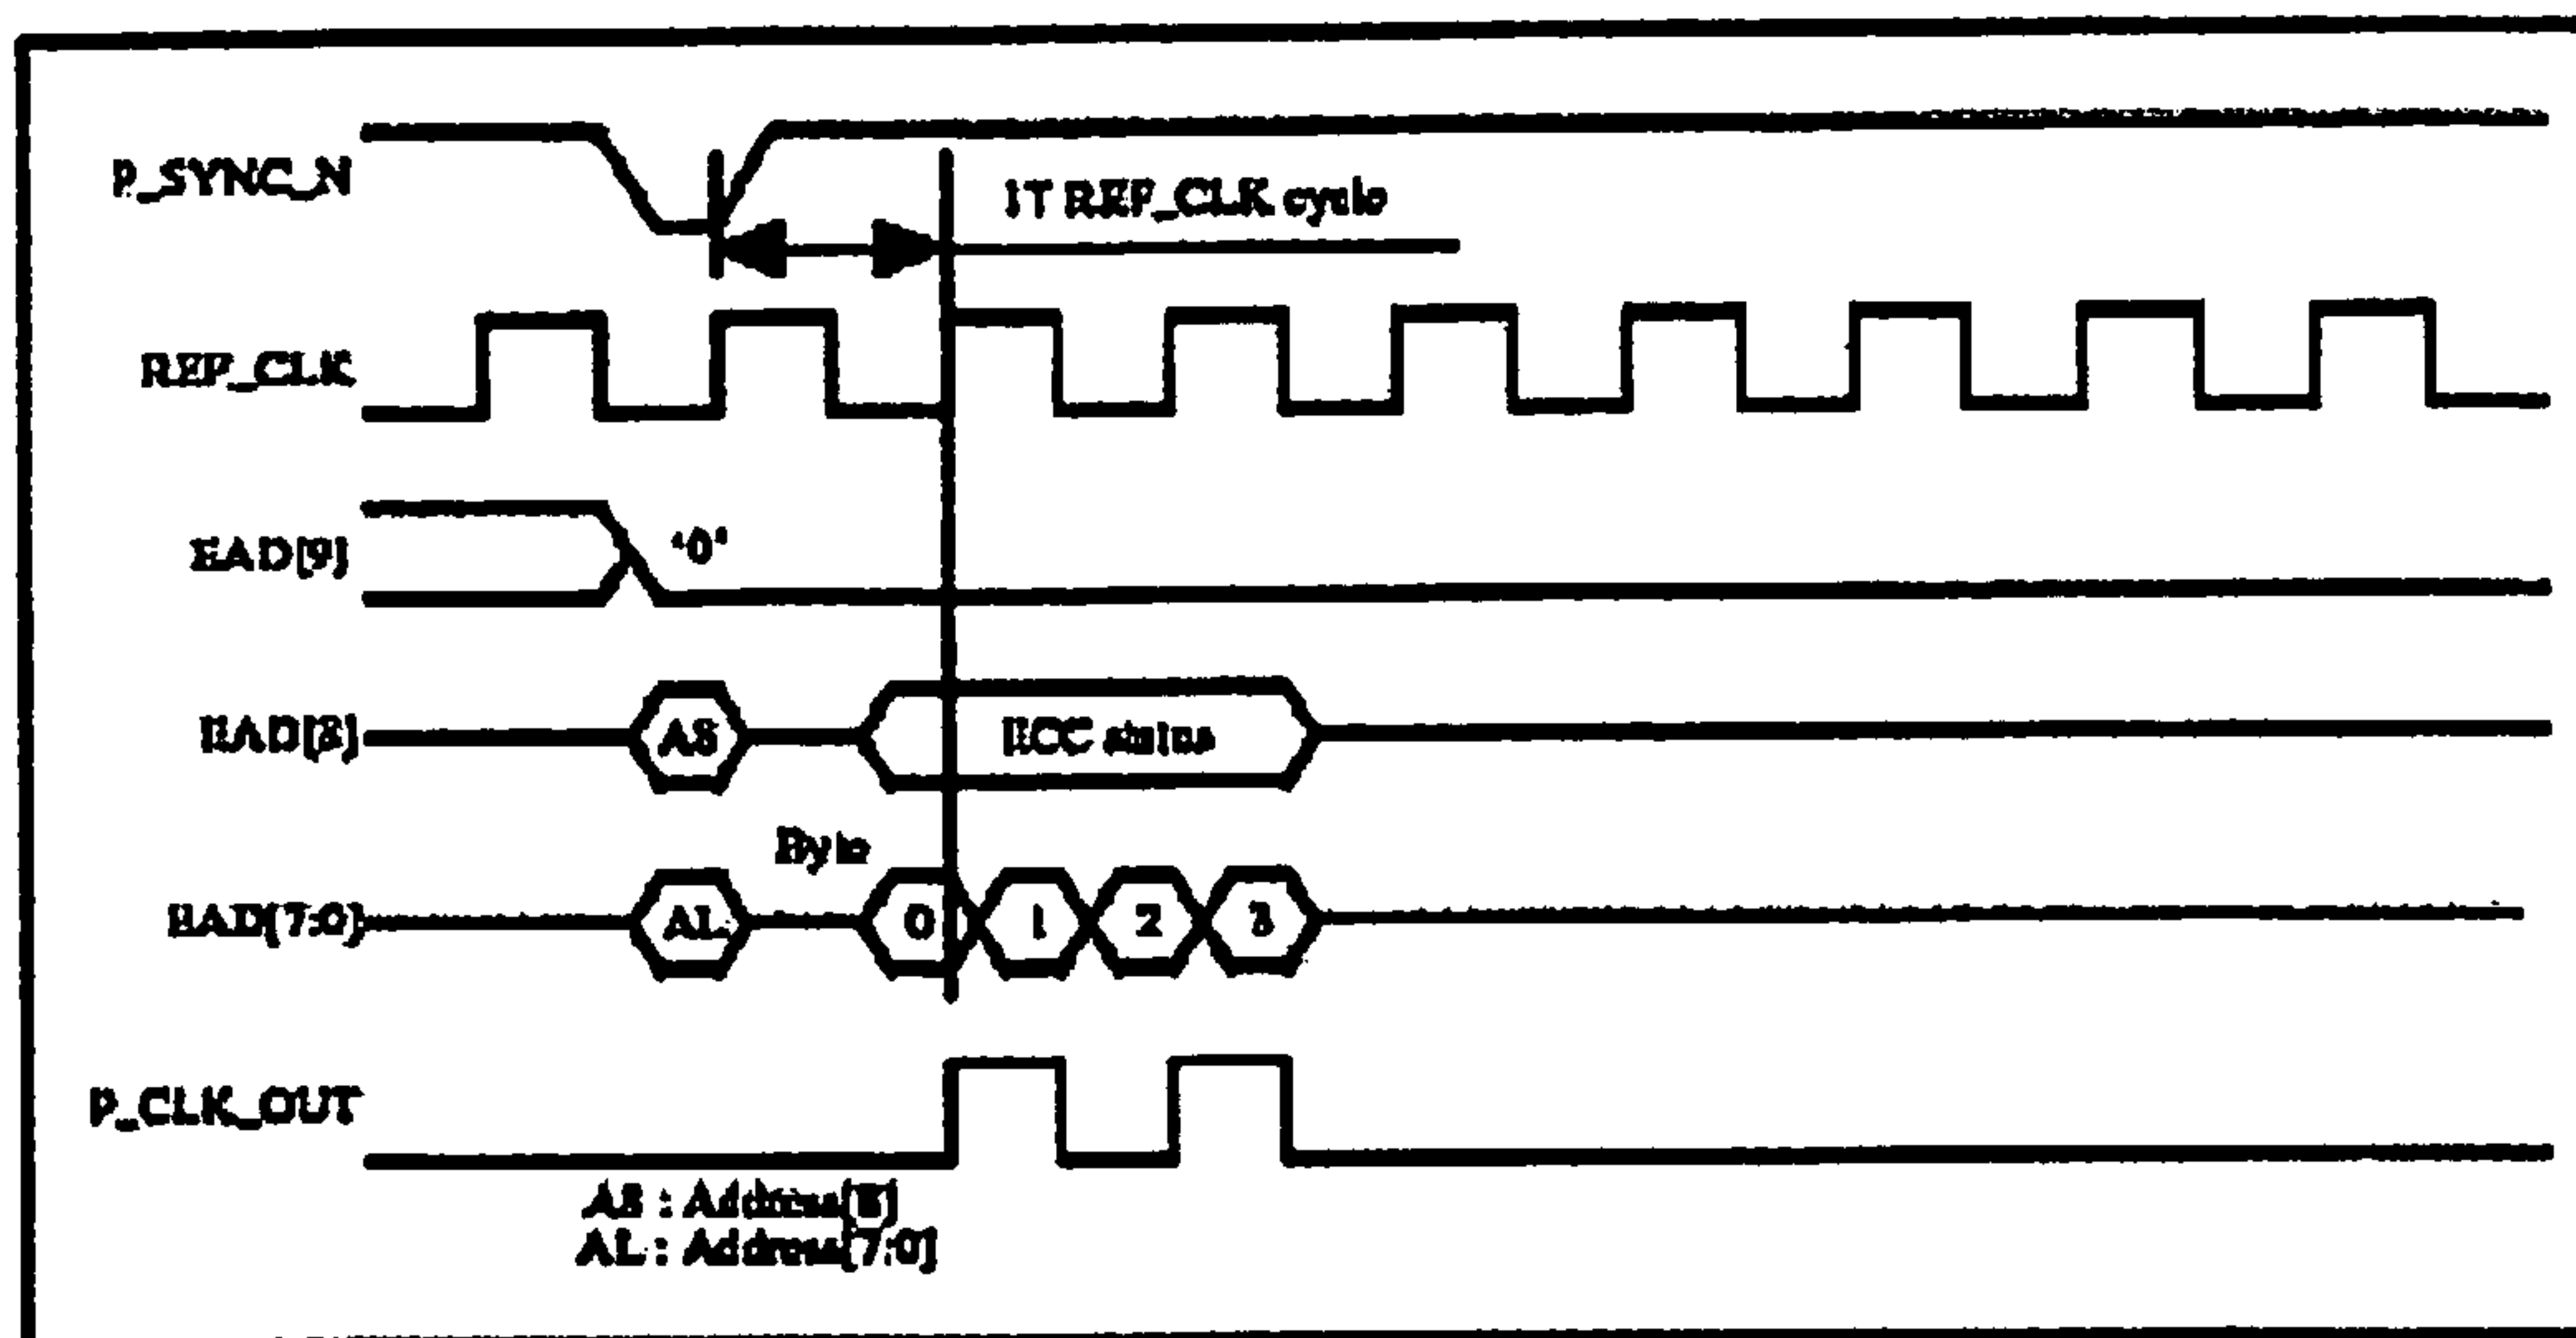 P_SYNC_N
1T REF_CLK cycle
REF_CLK
EAD[9]
'0'
EAD[8]
AS
ECC status
Byte
EAD[7:0]
AL
0
1
2
3
P_CLK_OUT
AS : Address[8]
AL : Address[7:0]